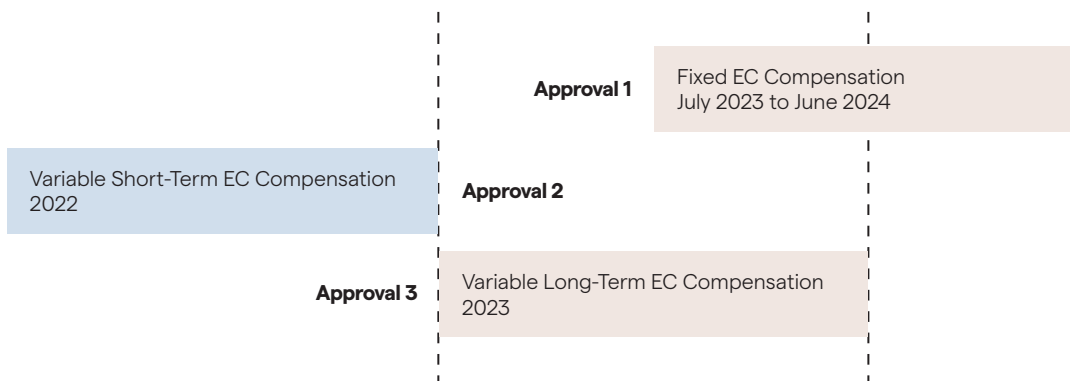 Approval 1
Fixed EC Compensation
July 2023 to June 2024
Variable Short-Term EC Compensation
2022
Approval 2
Approval 3
Variable Long-Term EC Compensation
2023